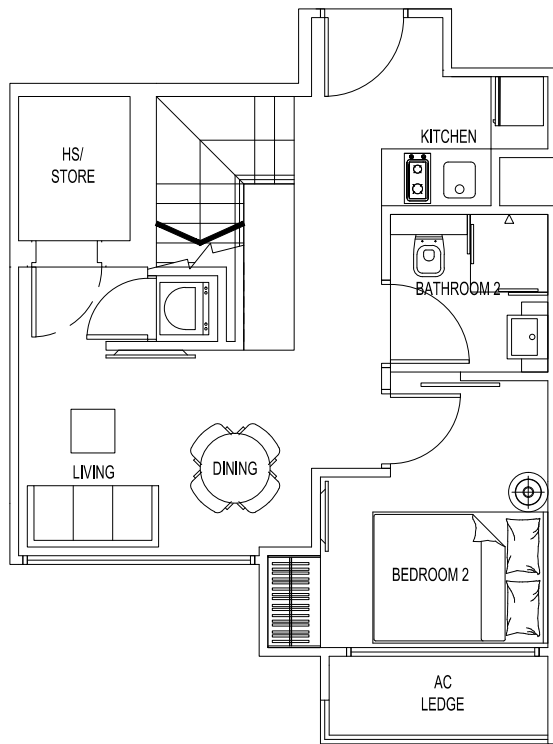 KITCHEN
HS/
STORE
BATHROOM 2
LIVING
DINING
BEDROOM 2
AC
LEDGE